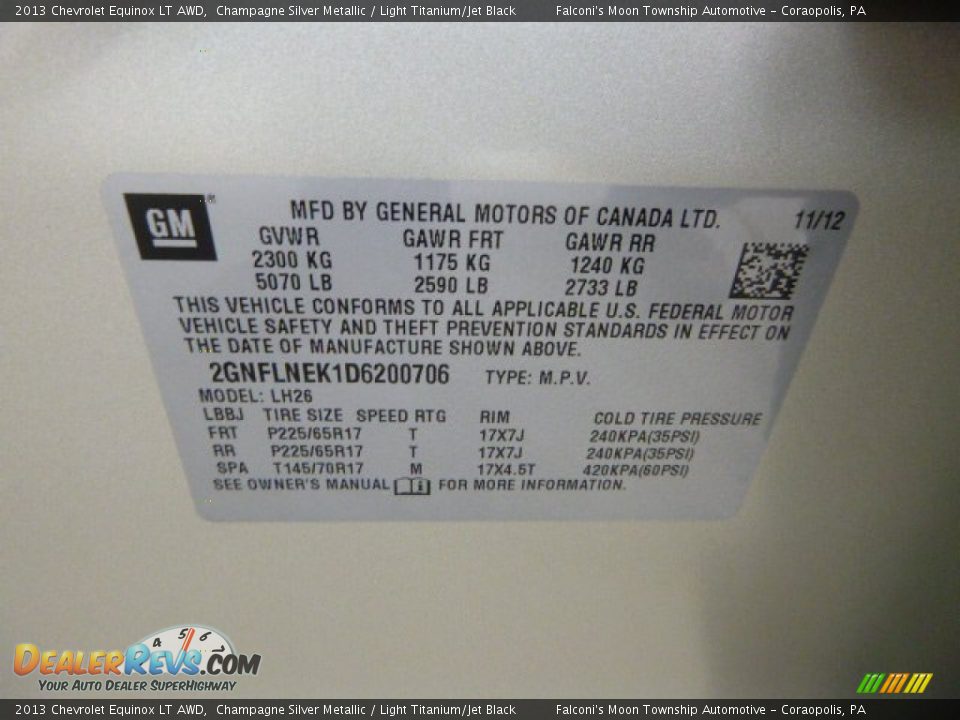 2013 Chevrolet Equinox LT AWD, Champagne Silver Metallic / Light Titanium/Jet Black Falconi's Moon Township Automotive - Coraopolis, PA
GM
MFD BY GENERAL MOTORS OF CANADA LTD. 11/12
GVWR GAWR FRT GAWR RR
2300 KG 1175 KG 1240 KG
5070 LB 2590 LB 2733 LB
THIS VEHICLE CONFORMS TO ALL APPLICABLE U.S. FEDERAL MOTOR
VEHICLE SAFETY AND THEFT PREVENTION STANDARDS IN EFFECT ON
THE DATE OF MANUFACTURE SHOWN ABOVE.
2GNFLNEK1D6200706 TYPE: M.P.V.
MODEL: LH26
LBBJ TIRE SIZE SPEED RTG RIM COLD TIRE PRESSURE
FRT P225/65R17 T 17X7J 240KPA(35PSI)
RR P225/65R17 T 17X7J 240KPA(35PSI)
SPA T145/70R17 M 17X4.5T 420KPA(60PSI)
SEE OWNER'S MANUAL FOR MORE INFORMATION.
4 5 6
DEALERREVS.COM
YOUR AUTO DEALER SUPERHIGHWAY
2013 Chevrolet Equinox LT AWD, Champagne Silver Metallic / Light Titanium/Jet Black Falconi's Moon Township Automotive - Coraopolis, PA